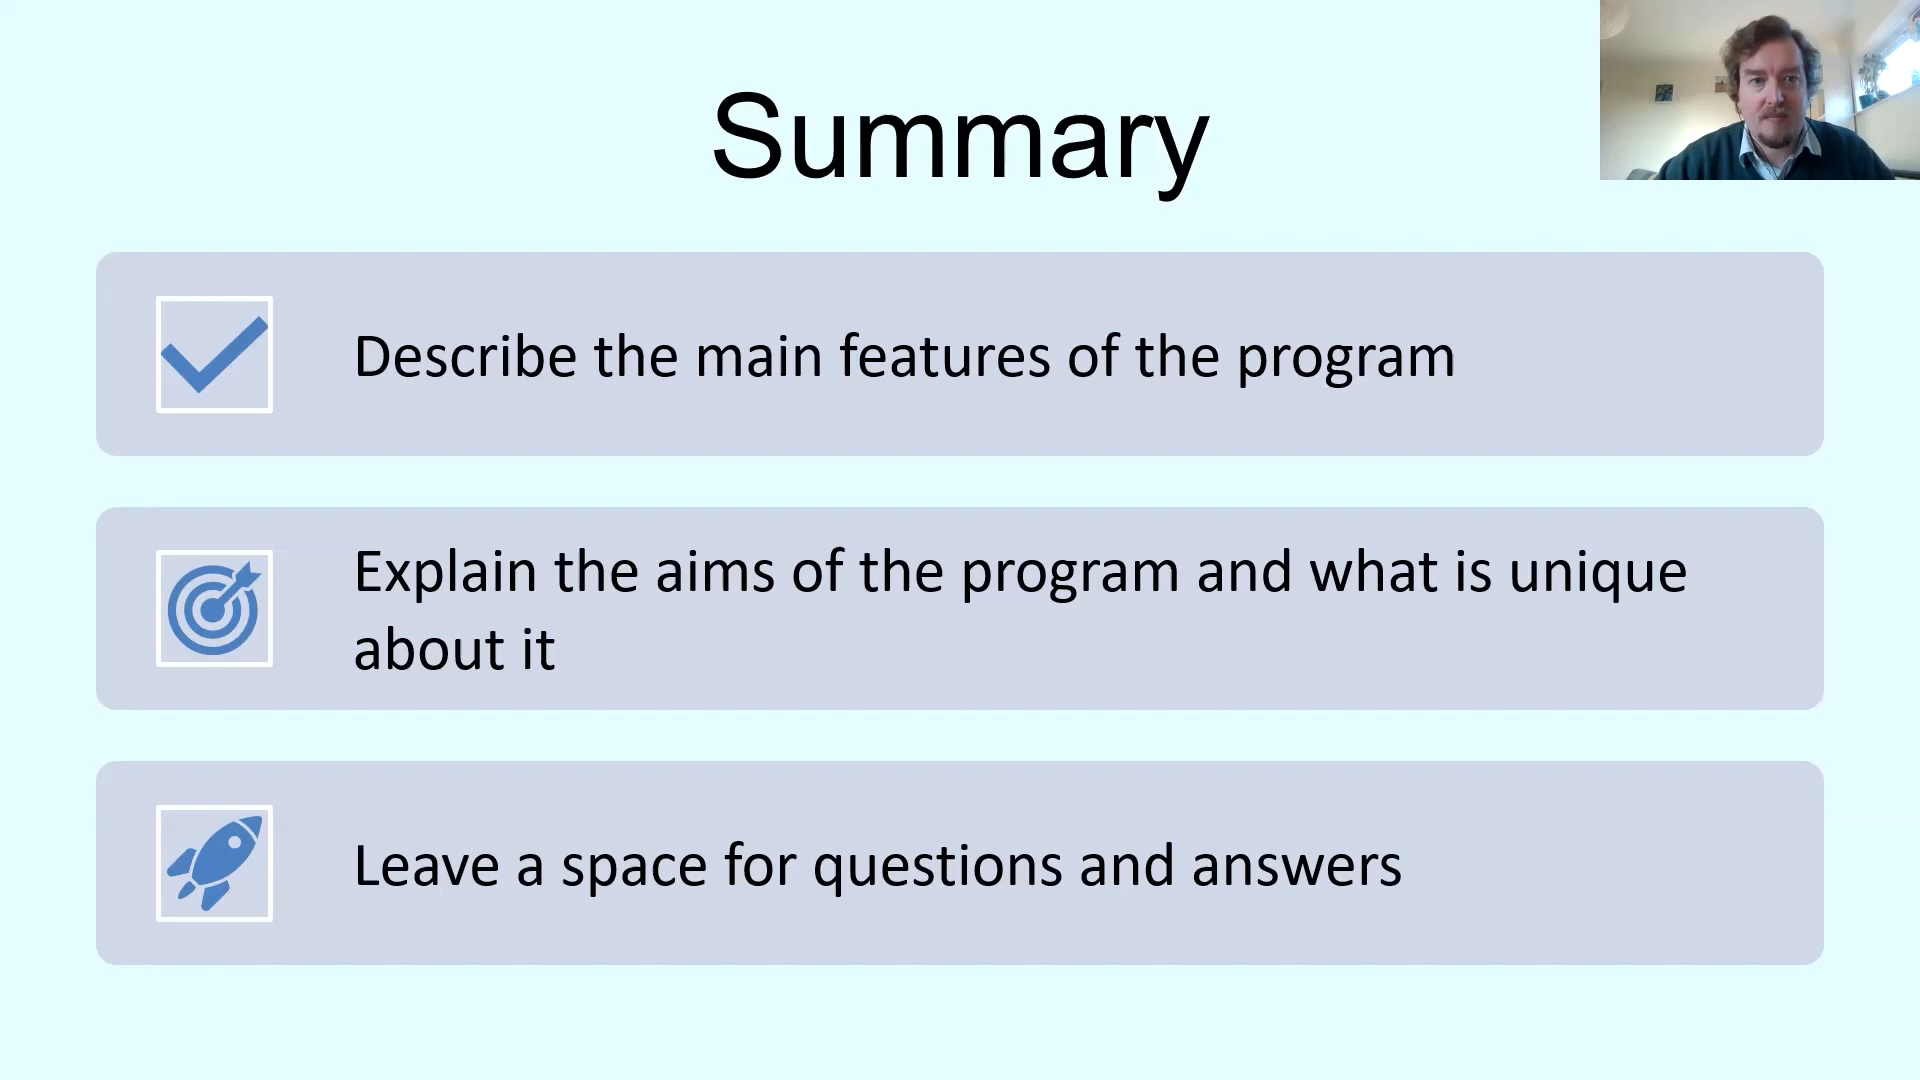 Summary
Describe the main features of the program
Explain the aims of the program and what is unique
about it
Leave a space for questions and answers